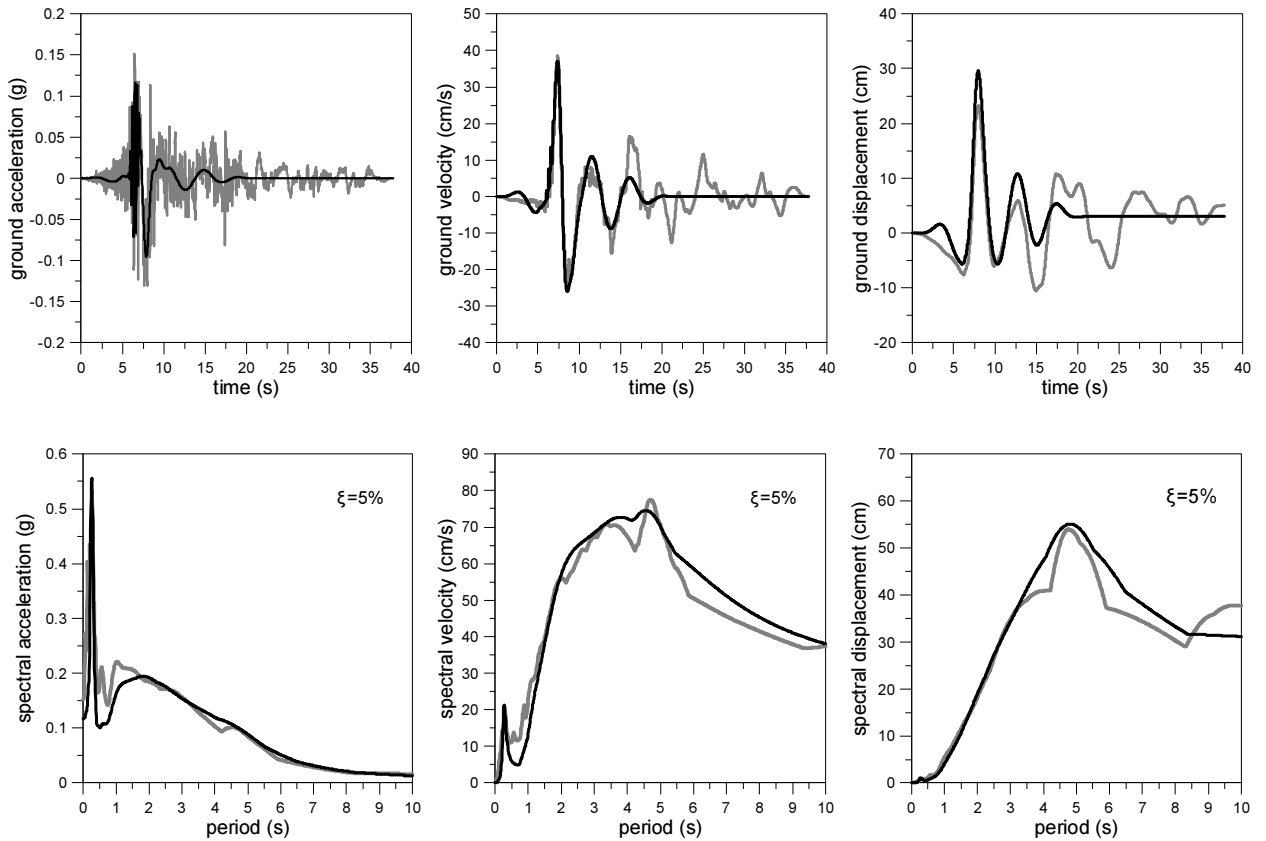 0.2
0.15
0.1
0.05
0
-0.05
-0.1
-0.15
-0.2
ground acceleration (g)
0 5 10 15 20 25 30 35 40
time (s)
50
40
30
20
10
0
-10
-20
-30
-40
ground velocity (cm/s)
0 5 10 15 20 25 30 35 40
time (s)
40
30
20
10
0
-10
-20
ground displacement (cm)
0 5 10 15 20 25 30 35 40
time (s)
0.6
0.5
0.4
0.3
0.2
0.1
0
spectral acceleration (g)
ξ=5%
0 1 2 3 4 5 6 7 8 9 10
period (s)
90
80
70
60
50
40
30
20
10
0
spectral velocity (cm/s)
ξ=5%
0 1 2 3 4 5 6 7 8 9 10
period (s)
70
60
50
40
30
20
10
0
spectral displacement (cm)
ξ=5%
0 1 2 3 4 5 6 7 8 9 10
period (s)